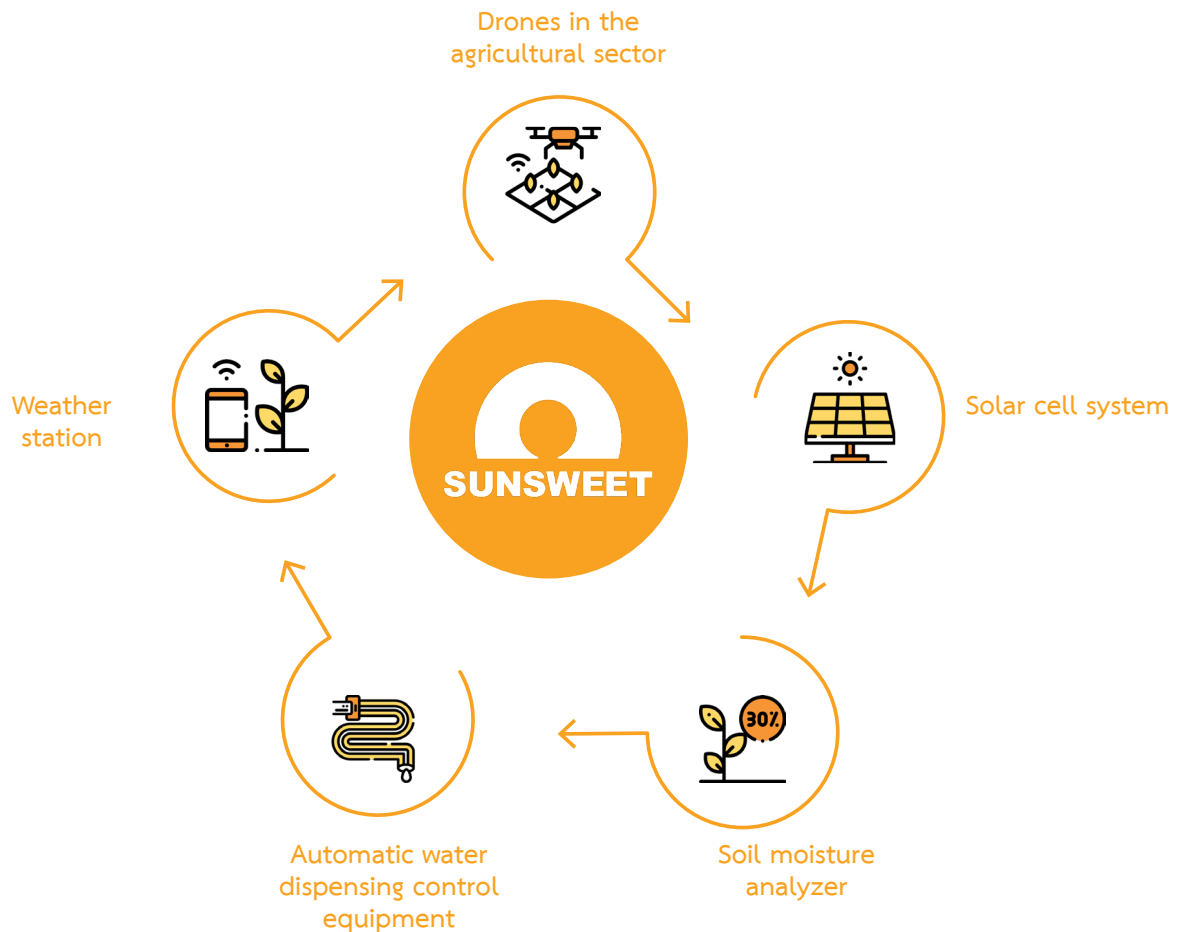 Drones in the
agricultural sector
Solar cell system
Soil moisture
analyzer
30%
Automatic water
dispensing control
equipment
Weather
station
SUNSWEET